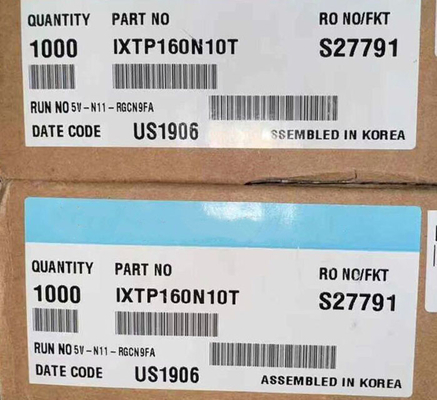 QUANTITY PART NO RO NO/FKT
1000 IXTP160N10T S27791
RUN NO 5V-N11-RGCN9FA
DATE CODE US1906 ASSEMBLED IN KOREA
QUANTITY PART NO RO NO/FKT
1000 IXTP160N10T S27791
RUN NO 5V-N11-RGCN9FA
DATE CODE US1906 ASSEMBLED IN KOREA